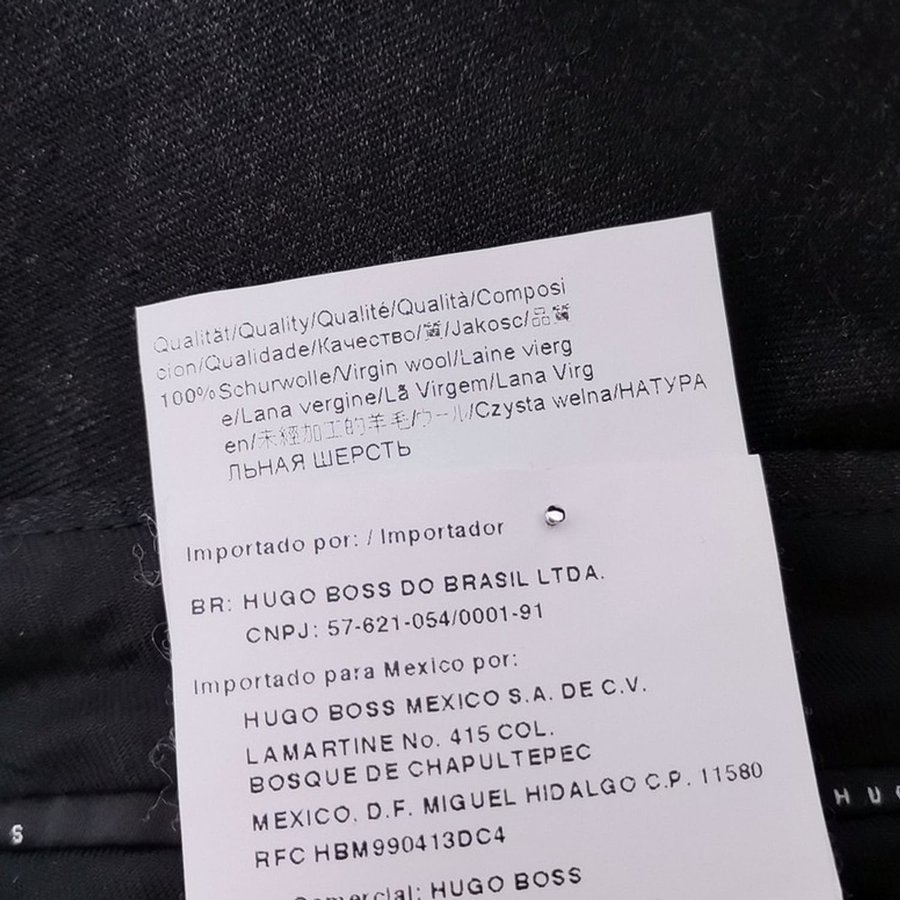 Qualität/Quality/Qualité/Qualità/Composi
cion/Qualidade/Качество/質/Jakosc/品質
100%Schurwolle/Virgin wool/Laine vierg
e/Lana vergine/Lã Virgem/Lana Virg
en/未經加工的羊毛/ウール/Czysta welna/НАТУРА
ЛЬНАЯ ШЕРСТЬ
Importado por: / Importador
BR: HUGO BOSS DO BRASIL LTDA.
CNPJ: 57-621-054/0001-91
Importado para Mexico por:
HUGO BOSS MEXICO S.A. DE C.V.
LAMARTINE No. 415 COL.
BOSQUE DE CHAPULTEPEC
MEXICO, D.F. MIGUEL HIDALGO C.P. 11580
RFC HBM990413DC4
Comercial: HUGO BOSS
S
HU